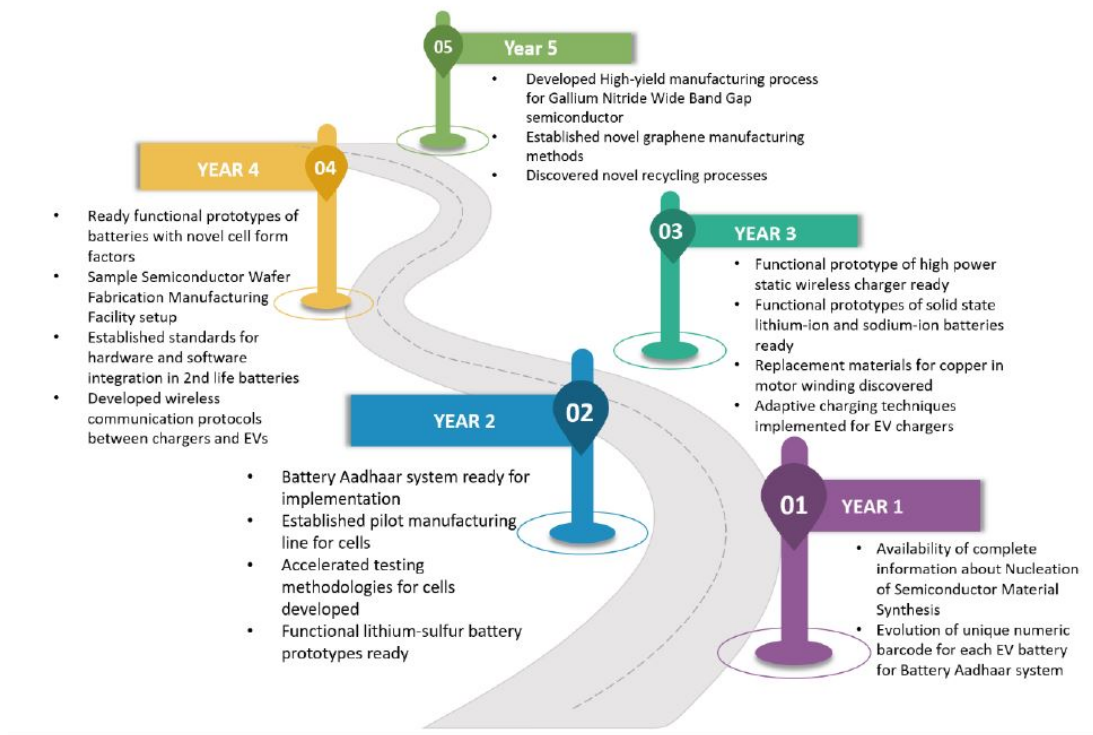 05
Year 5
• Developed High-yield manufacturing process
for Gallium Nitride Wide Band Gap
semiconductor
• Established novel graphene manufacturing
methods
• Discovered novel recycling processes
YEAR 4
04
• Ready functional prototypes of
batteries with novel cell form
factors
• Sample Semiconductor Wafer
Fabrication Manufacturing
Facility setup
• Established standards for
hardware and software
integration in 2nd life batteries
• Developed wireless
communication protocols
between chargers and EVs
03
YEAR 3
• Functional prototype of high power
static wireless charger ready
• Functional prototypes of solid state
lithium-ion and sodium-ion batteries
ready
• Replacement materials for copper in
motor winding discovered
• Adaptive charging techniques
implemented for EV chargers
YEAR 2
02
• Battery Aadhaar system ready for
implementation
• Established pilot manufacturing
line for cells
• Accelerated testing
methodologies for cells
developed
• Functional lithium-sulfur battery
prototypes ready
01
YEAR 1
• Availability of complete
information about Nucleation
of Semiconductor Material
Synthesis
• Evolution of unique numeric
barcode for each EV battery
for Battery Aadhaar system